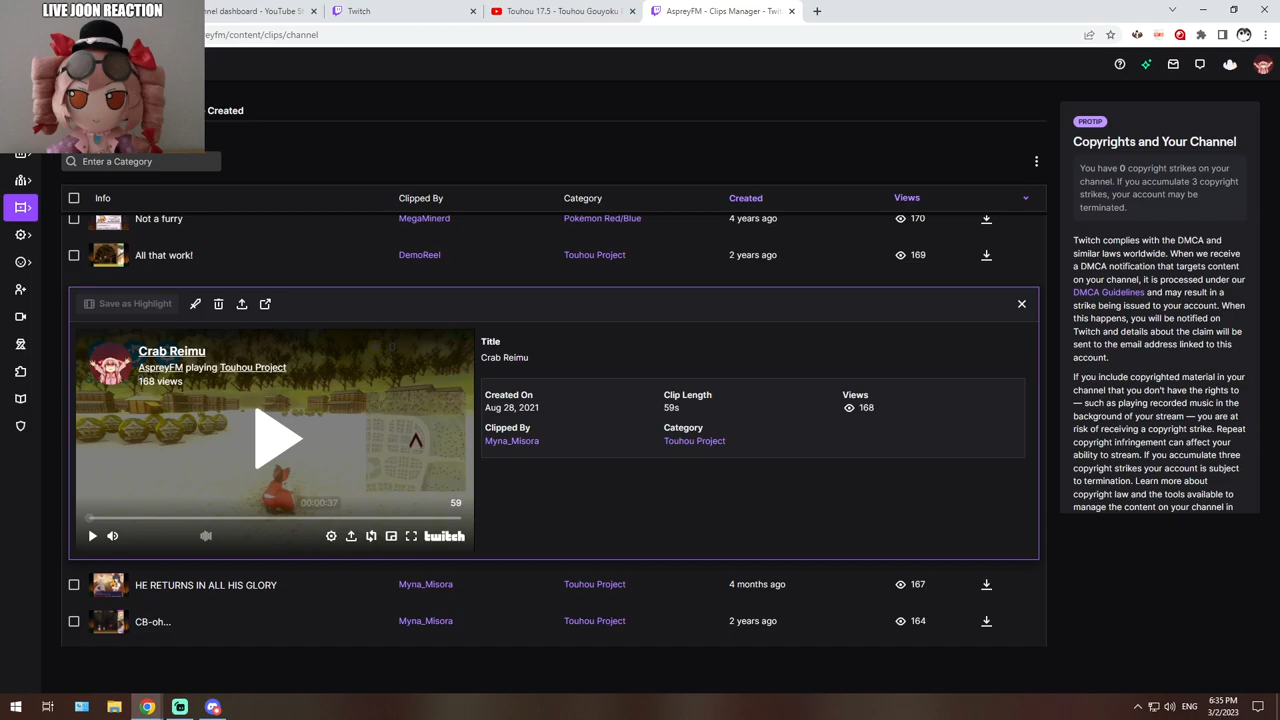 LIVE JOON REACTION
nnel dashboard - YouTube St
Twitch
Touhou 17.5 - Touhou Gouyoku I
AspreyFM - Clips Manager - Twit
eyfm/content/clips/channel
Created
Enter a Category
Info
Clipped By
Category
Created
Views
Not a furry
MegaMinerd
Pokémon Red/Blue
4 years ago
170
All that work!
DemoReel
Touhou Project
2 years ago
169
Save as Highlight
Crab Reimu
AspreyFM playing Touhou Project
168 views
00:00:37
59
twitch
Title
Crab Reimu
Created On
Aug 28, 2021
Clip Length
59s
Views
168
Clipped By
Myna_Misora
Category
Touhou Project
HE RETURNS IN ALL HIS GLORY
Myna_Misora
Touhou Project
4 months ago
167
CB-oh...
Myna_Misora
Touhou Project
2 years ago
164
PROTIP
Copyrights and Your Channel
You have 0 copyright strikes on your
channel. If you accumulate 3 copyright
strikes, your account may be
terminated.
Twitch complies with the DMCA and
similar laws worldwide. When we receive
a DMCA notification that targets content
on your channel, it is processed under our
DMCA Guidelines and may result in a
strike being issued to your account. When
this happens, you will be notified on
Twitch and details about the claim will be
sent to the email address linked to this
account.
If you include copyrighted material in your
channel that you don't have the rights to
— such as playing recorded music in the
background of your stream — you are at
risk of receiving a copyright strike. Repeat
copyright infringement can affect your
ability to stream. If you accumulate three
copyright strikes your account is subject
to termination. Learn more about
copyright law and the tools available to
manage the content on your channel in
ENG
6:35 PM
3/2/2023